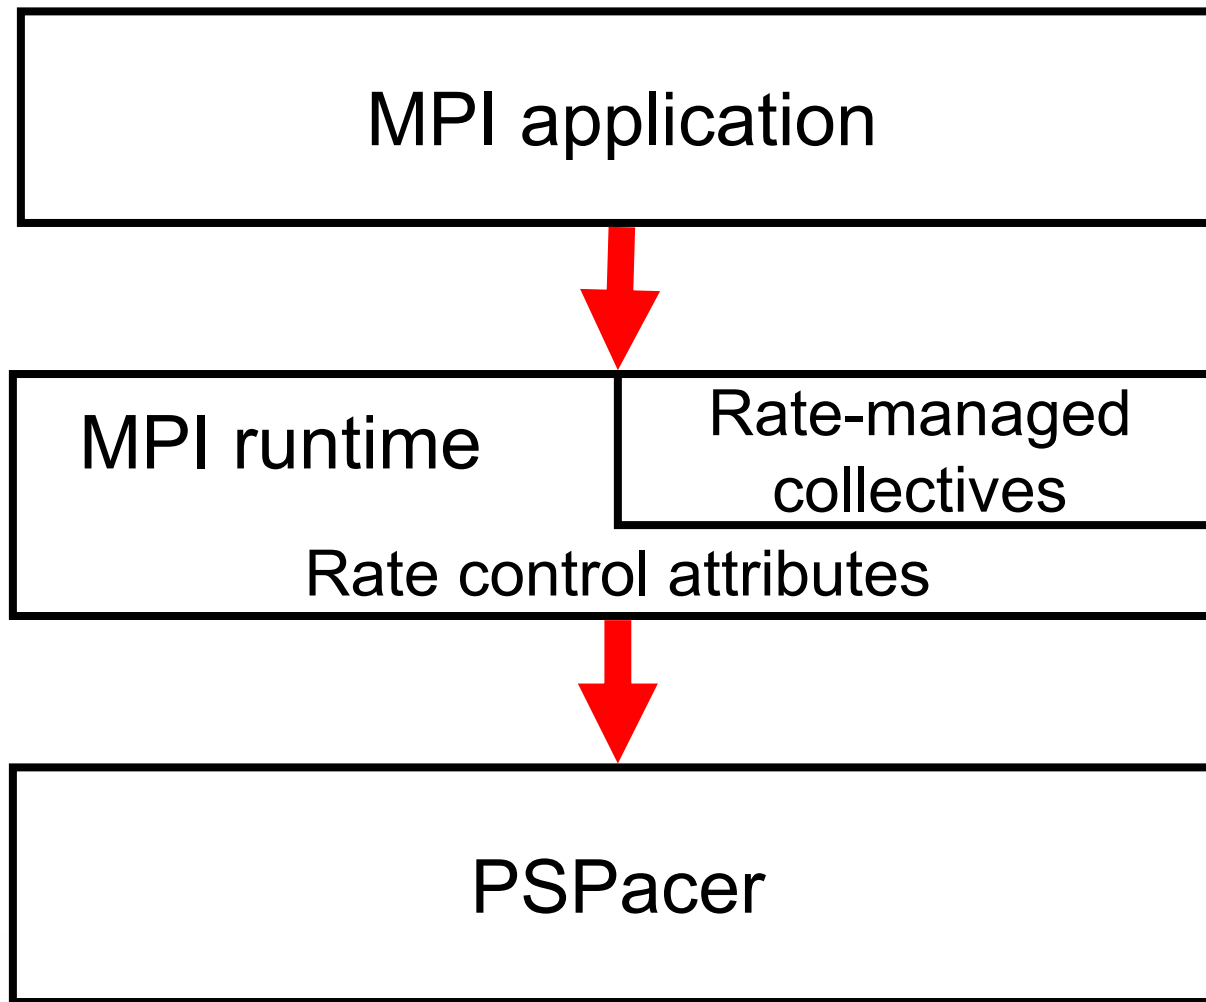 MPI application
MPI runtime
Rate-managed
collectives
Rate control attributes
PSPacer